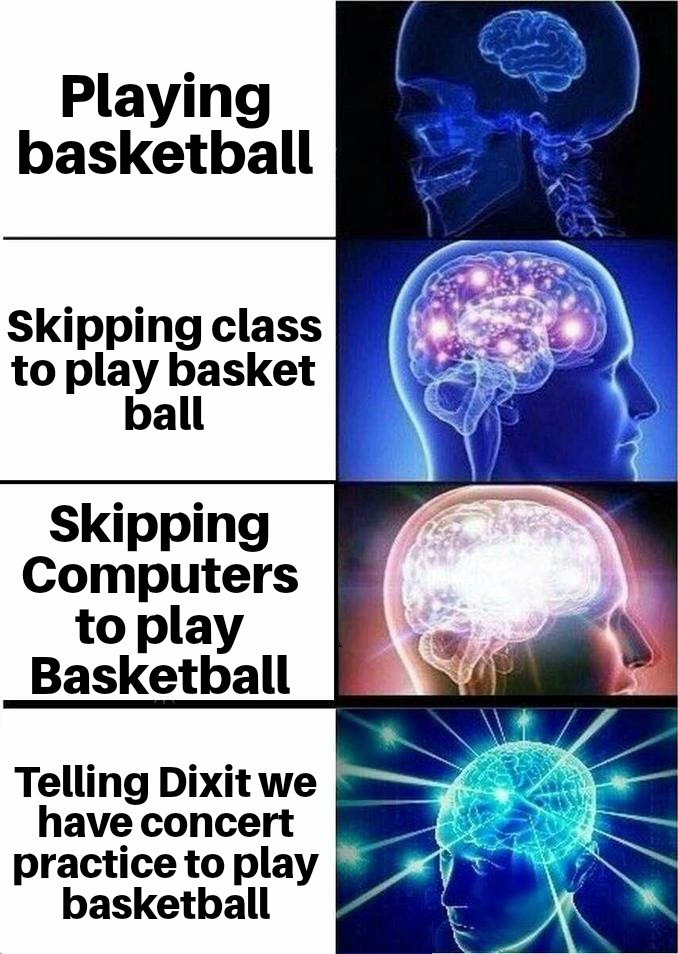 Playing
basketball
Skipping class
to play basket
ball
Skipping
Computers
to play
Basketball
Telling Dixit we
have concert
practice to play
basketball